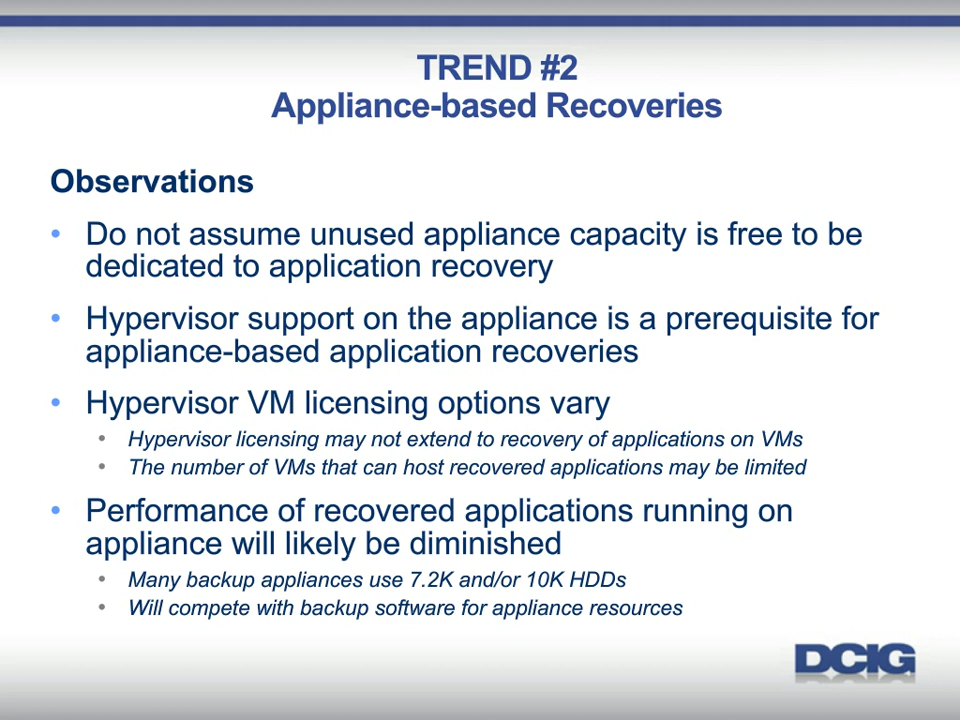 TREND #2
Appliance-based Recoveries
Observations
• Do not assume unused appliance capacity is free to be
dedicated to application recovery
• Hypervisor support on the appliance is a prerequisite for
appliance-based application recoveries
• Hypervisor VM licensing options vary
• Hypervisor licensing may not extend to recovery of applications on VMs
• The number of VMs that can host recovered applications may be limited
• Performance of recovered applications running on
appliance will likely be diminished
• Many backup appliances use 7.2K and/or 10K HDDs
• Will compete with backup software for appliance resources
DCIG